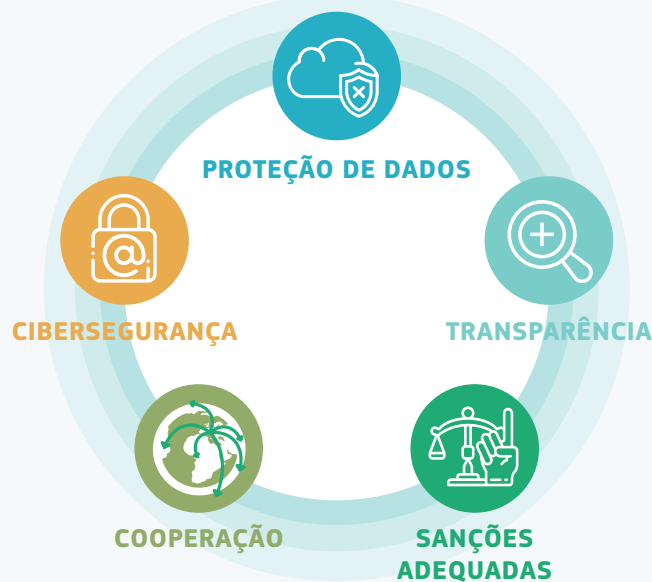 PROTEÇÃO DE DADOS
CIBERSEGURANÇA
TRANSPARÊNCIA
COOPERAÇÃO
SANÇÕES
ADEQUADAS